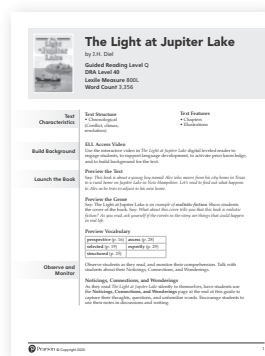 The Light at Jupiter Lake
by J.H. Diel
Guided Reading Level Q
DRA Level 40
Lexile Measure 800L
Word Count 3,356
Text
Characteristics
Text Structure
• Chronological
(Conflict, climax,
resolution)
Text Features
• Chapters
• Illustrations
Build Background
ELL Access Video
Use the interactive video in The Light at Jupiter Lake digital leveled reader to
engage students, to support language development, to activate prior knowledge,
and to build background for the text.
Launch the Book
Preview the Text
Say: This book is about a young boy named Alex who moves from his city home in Texas
to a rural home on Jupiter Lake in New Hampshire. Let's read to find out what happens
to Alex as he tries to adjust to his new home.
Preview the Genre
Say: The Light at Jupiter Lake is an example of realistic fiction. Share students
the cover of the book. Say: What about this cover tells you that this book is realistic
fiction? As you read, ask yourself if the events in the story are things that could happen
in real life.
Preview Vocabulary
perspective (p. 16)
access (p. 28)
selected (p. 19)
expertly (p. 29)
structural (p. 25)
Observe and
Monitor
Observe students as they read, and monitor their comprehension. Talk with
students about their Noticings, Connections, and Wonderings.
Noticings, Connections, and Wonderings
As they read The Light at Jupiter Lake silently to themselves, have students use
the Noticings, Connections, and Wonderings page at the end of this guide to
capture their thoughts, questions, and unfamiliar words. Encourage students to
use their notes in discussions and writing.
Pearson © Copyright 2020
1